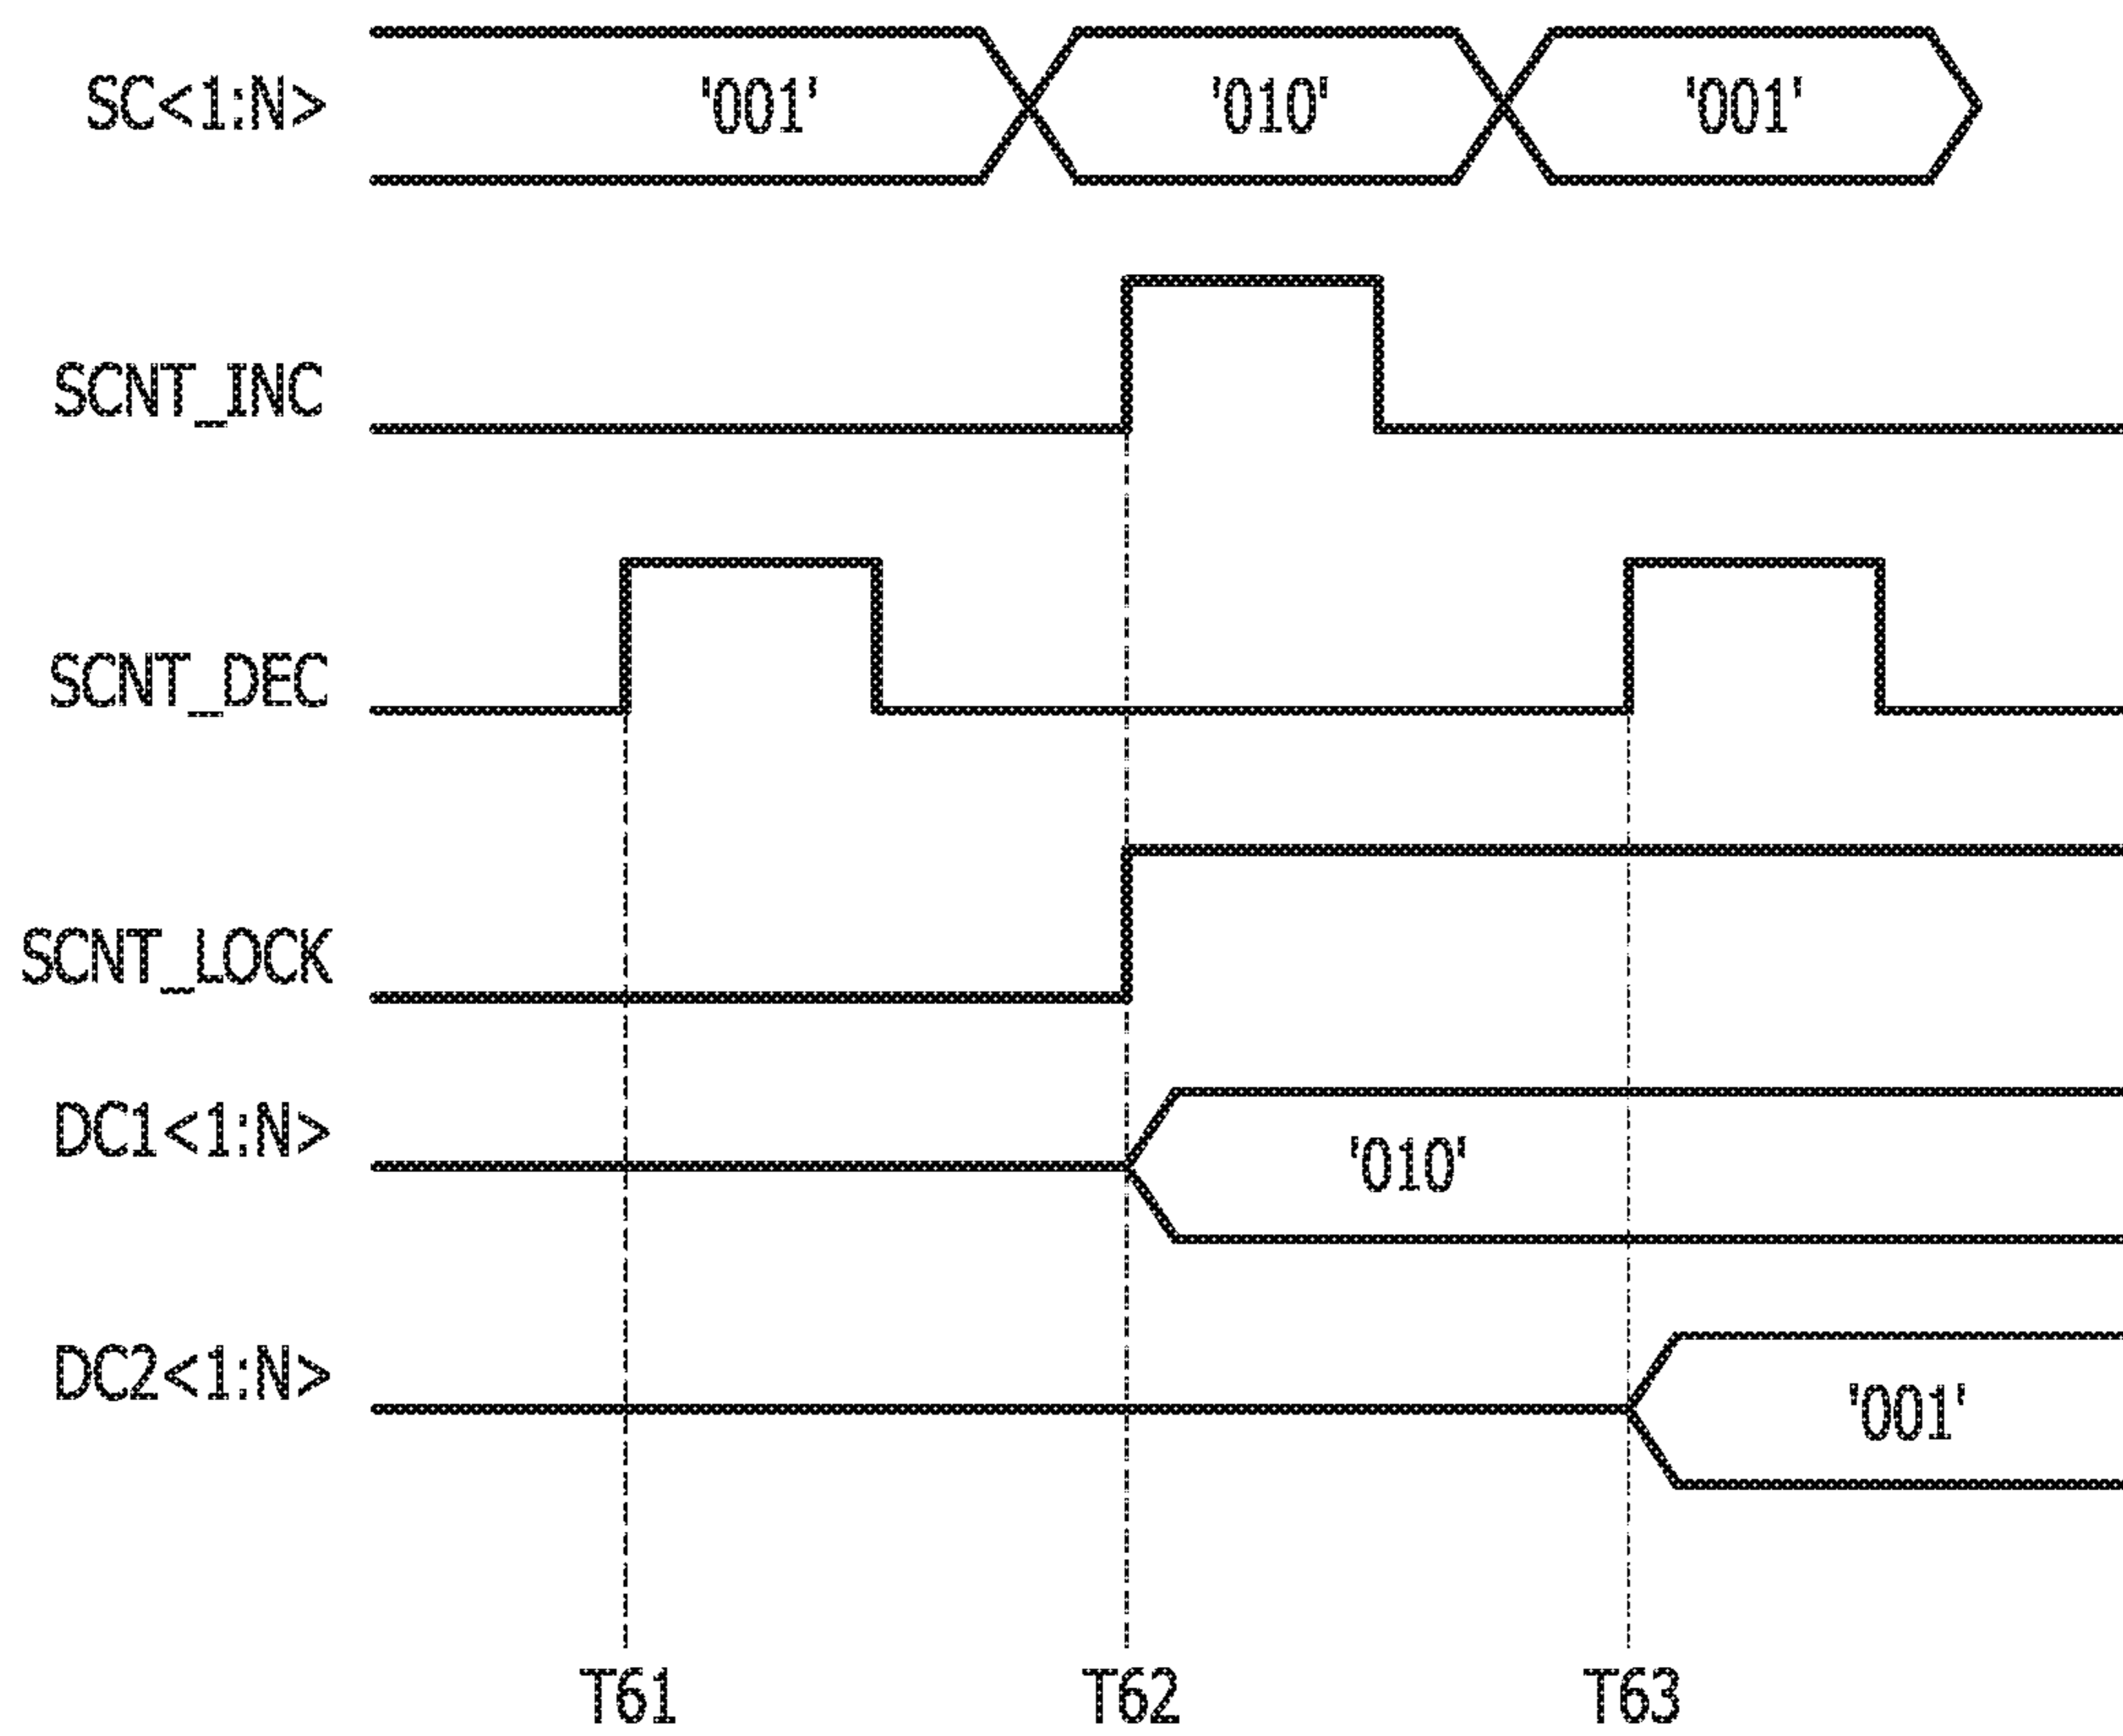 SC<1:N> '001' '010' '001'
SCNT_INC
SCNT_DEC
SCNT_LOCK
DC1<1:N> '010'
DC2<1:N> '001'
T61 T62 T63